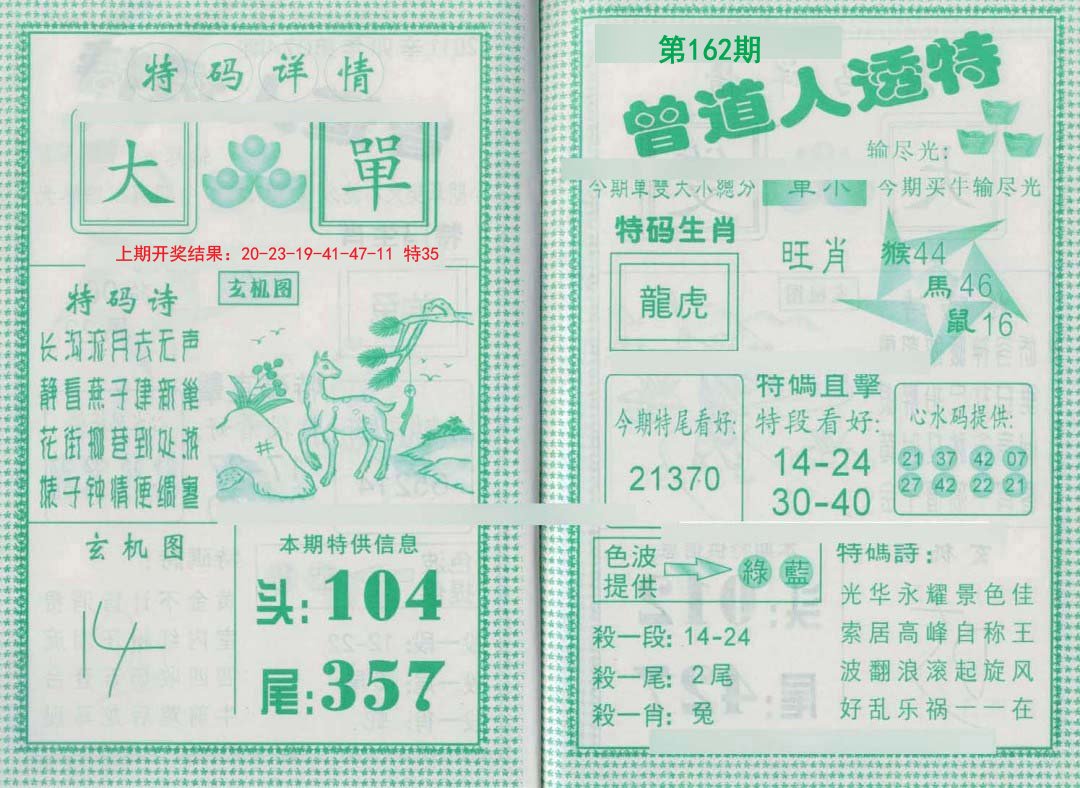 特码详情
大
單
上期开奖结果: 20-23-19-41-47-11 特35
特码诗
长沟流月去无声
静看燕子建新巢
花街柳巷到处游
婊子钟情便绸
玄机图
玄机图
本期特供信息
头:104
尾:357
第162期
曾道人透特
输尽光:
今期單雙大小總分
單小
今期买牛输尽光
特码生肖
龍虎
旺肖
猴44
馬46
鼠16
今期特尾看好:
21370
特碼直擊
特段看好:
14-24
30-40
心水码提供:
21 37 42 07
27 42 22 21
色波
提供
綠 藍
殺一段: 14-24
殺一尾: 2尾
殺一肖: 兔
特碼詩:
光华永耀景色佳
索居高峰自称王
波翻浪滚起旋风
好乱乐祸一一在